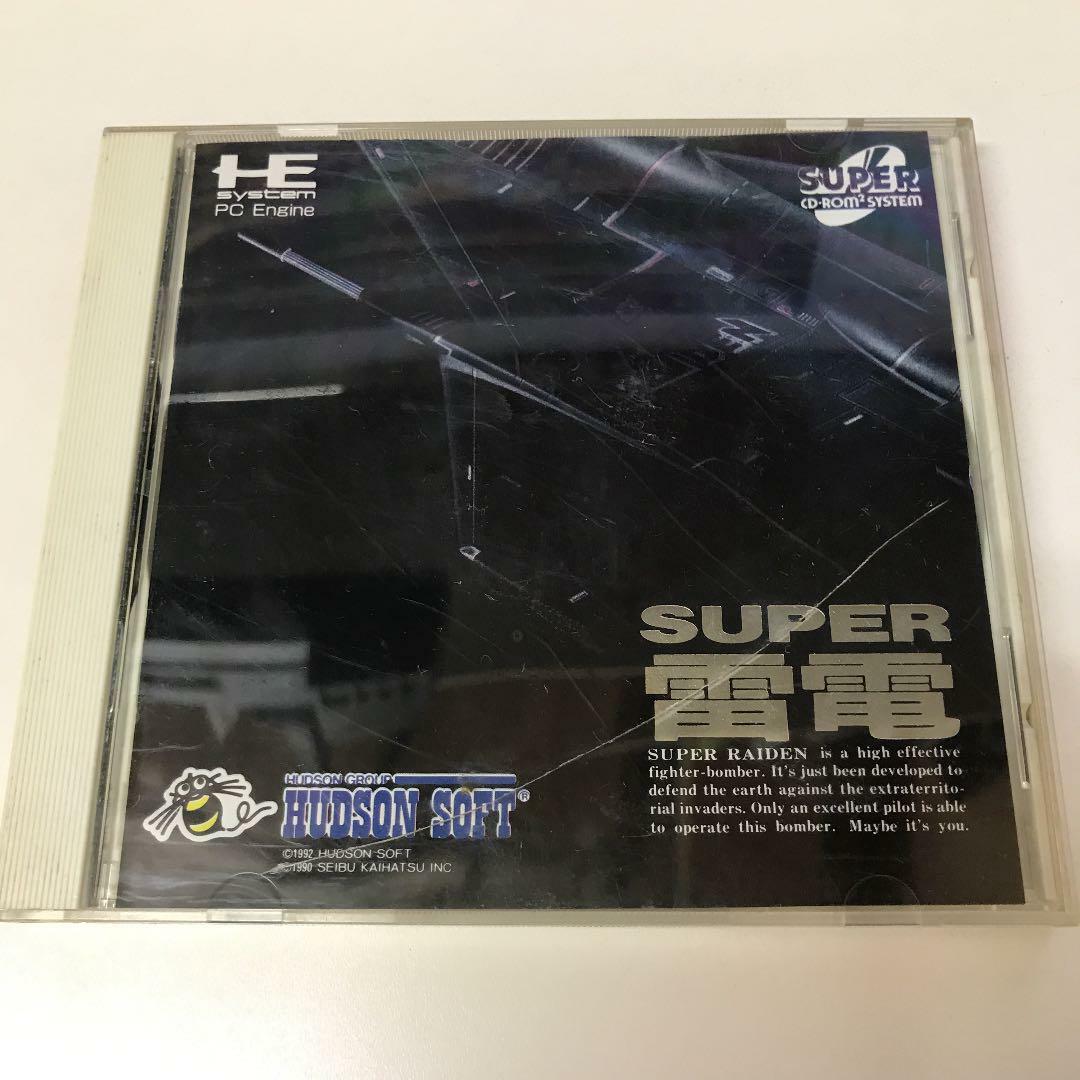 HE
system
PC Engine
SUPER
CD-ROM² SYSTEM
SUPER
雷電
SUPER RAIDEN is a high effective
fighter-bomber. It's just been developed to
defend the earth against the extraterrito-
rial invaders. Only an excellent pilot is able
to operate this bomber. Maybe it's you.
HUDSON GROUP
HUDSON SOFT®
©1992 HUDSON SOFT
©1990 SEIBU KAIHATSU INC